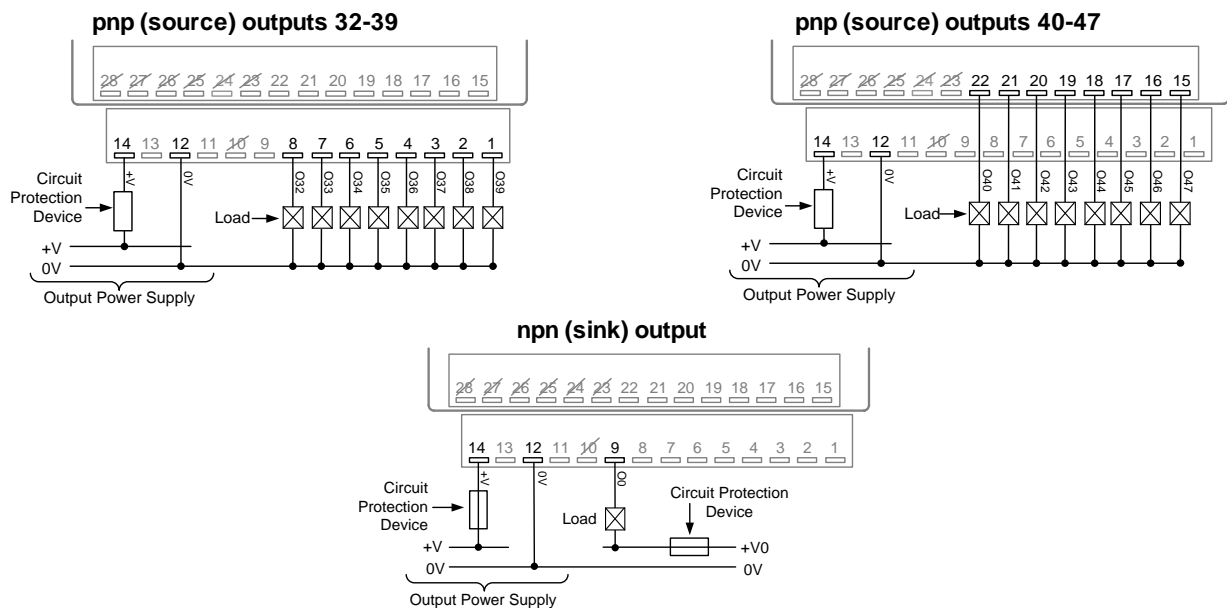 pnp (source) outputs 32-39
28 27 26 25 24 23 22 21 20 19 18 17 16 15
14 13 12 11 10 9 8 7 6 5 4 3 2 1
+V 0V O32 O33 O34 O35 O36 O37 O38 O39
Circuit
Protection
Device
Load
+V
0V
Output Power Supply
pnp (source) outputs 40-47
28 27 26 25 24 23 22 21 20 19 18 17 16 15
14 13 12 11 10 9 8 7 6 5 4 3 2 1
+V 0V O40 O41 O42 O43 O44 O45 O46 O47
Circuit
Protection
Device
Load
+V
0V
Output Power Supply
npn (sink) output
28 27 26 25 24 23 22 21 20 19 18 17 16 15
14 13 12 11 10 9 8 7 6 5 4 3 2 1
+V 0V O0
Circuit
Protection
Device
Load
Circuit Protection
Device
+V
+V0
0V
0V
Output Power Supply